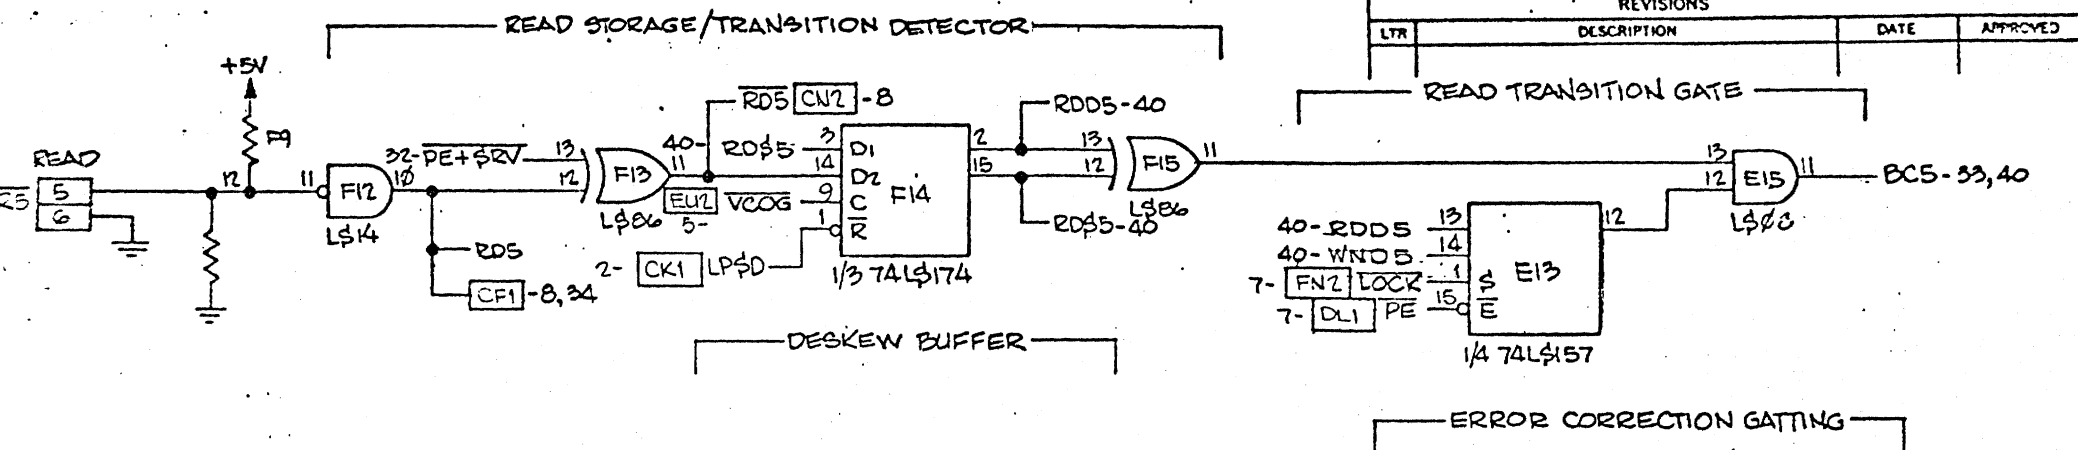 REVISIONS
LTR DESCRIPTION DATE APPROVED
READ STORAGE/TRANSITION DETECTOR
READ TRANSITION GATE
+5V
READ
5
6
12
11
F12
10
LS14
RD5
CF1 -8,34
32- PE+SRV
13
12
F13
11
LS86
40-
RD5 CN2 -8
RDS5
EU2 VCOG
5-
2- CK1 LPSD
3 D1
14 D2
9 C
1 R
F14
2
15
1/3 74LS174
RDD5-40
RDS5-40
13
12
F15
11
LS86
DESKEW BUFFER
40- RDD5 13
40- WND5 14
7- FN2 LOCK 1 S
7- DL1 PE 15 E
E13
12
1/4 74LS157
13
12
E15
11
BC5-33,40
ERROR CORRECTION GATTING